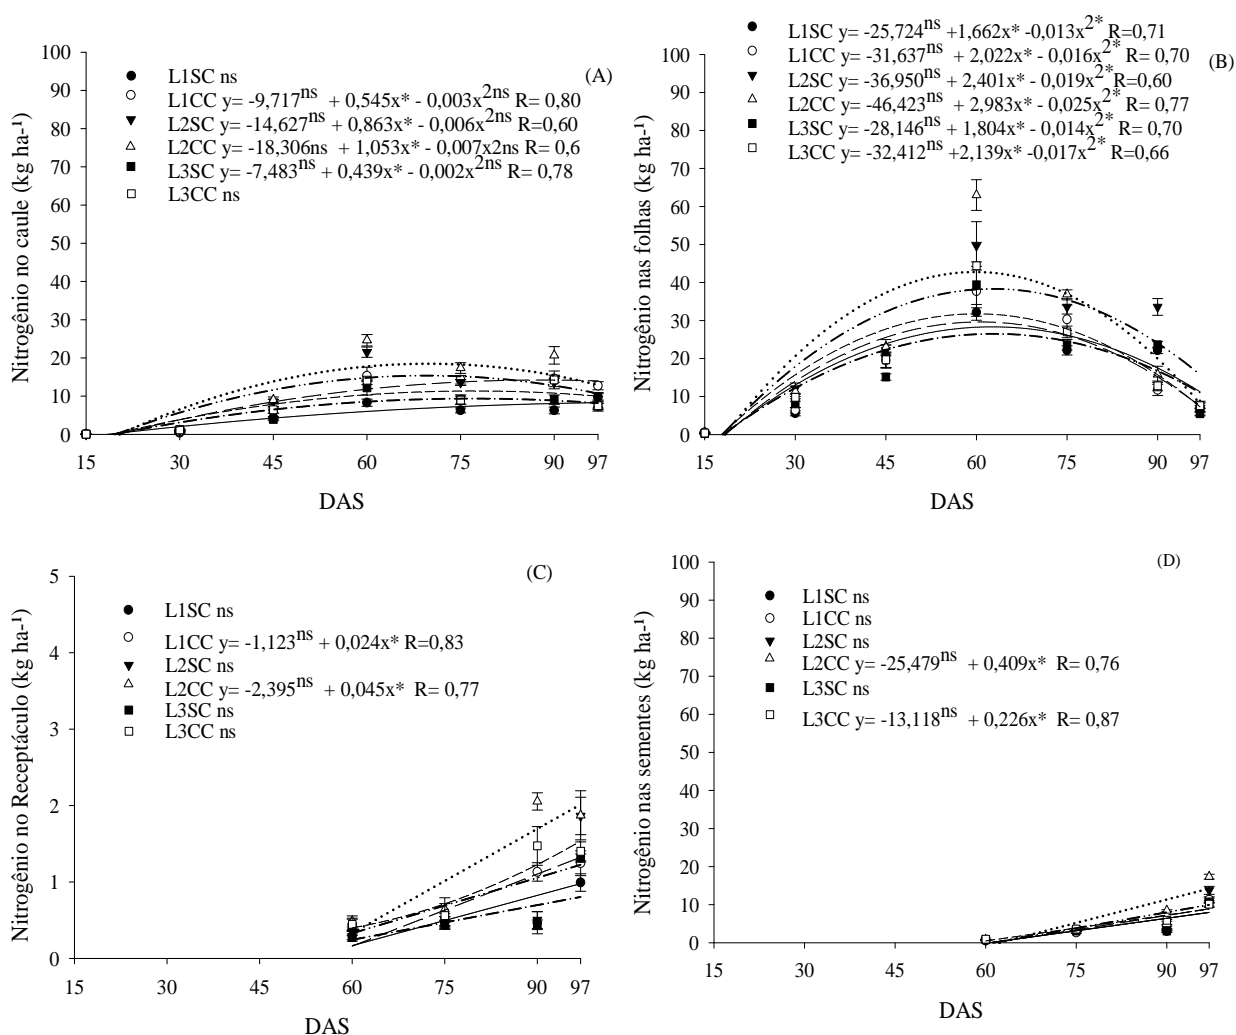 Nitrogênio no caule (kg ha-¹)
100
90
80
70
60
50
40
30
20
10
0
(A)
L1SC ns
L1CC y= -9,717ns + 0,545x* - 0,003x2ns R= 0,80
L2SC y= -14,627ns + 0,863x* - 0,006x2ns R=0,60
L2CC y= -18,306ns + 1,053x* - 0,007x2ns R= 0,6
L3SC y= -7,483ns + 0,439x* - 0,002x2ns R= 0,78
L3CC ns
15 30 45 60 75 90 97
DAS
Nitrogênio nas folhas (kg ha-¹)
100
90
80
70
60
50
40
30
20
10
0
(B)
L1SC y= -25,724ns +1,662x* -0,013x2* R=0,71
L1CC y= -31,637ns + 2,022x* - 0,016x2* R= 0,70
L2SC y= -36,950ns + 2,401x* - 0,019x2* R=0,60
L2CC y= -46,423ns + 2,983x* - 0,025x2* R= 0,77
L3SC y= -28,146ns + 1,804x* - 0,014x2* R= 0,70
L3CC y= -32,412ns +2,139x* -0,017x2* R=0,66
15 30 45 60 75 90 97
DAS
Nitrogênio no Receptáculo (kg ha-¹)
5
4
3
2
1
0
(C)
L1SC ns
L1CC y= -1,123ns + 0,024x* R=0,83
L2SC ns
L2CC y= -2,395ns + 0,045x* R= 0,77
L3SC ns
L3CC ns
15 30 45 60 75 90 97
DAS
Nitrogênio nas sementes (kg ha-¹)
100
90
80
70
60
50
40
30
20
10
0
(D)
L1SC ns
L1CC ns
L2SC ns
L2CC y= -25,479ns + 0,409x* R= 0,76
L3SC ns
L3CC y= -13,118ns + 0,226x* R= 0,87
15 30 45 60 75 90 97
DAS